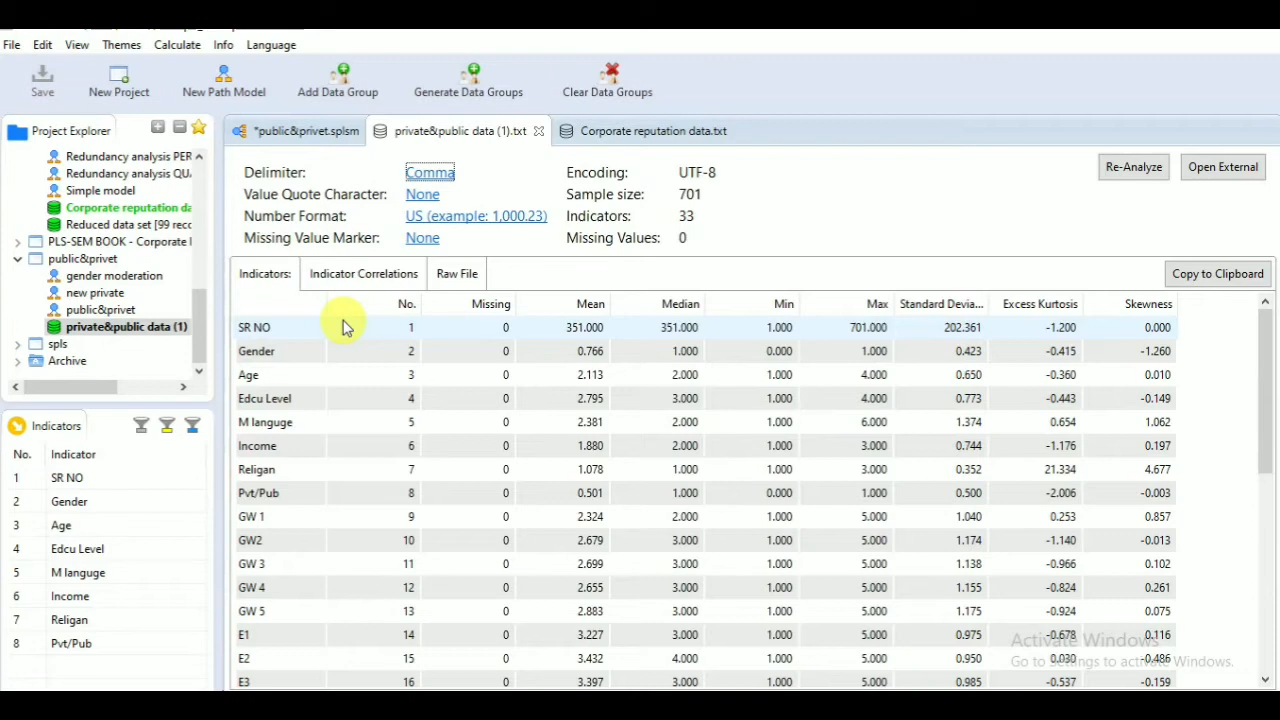 File Edit View Themes Calculate Info Language
Save New Project New Path Model Add Data Group Generate Data Groups Clear Data Groups
Project Explorer
Redundancy analysis PER
Redundancy analysis QU
Simple model
Corporate reputation da
Reduced data set [99 reco
PLS-SEM BOOK - Corporate
public&privet
gender moderation
new private
public&privet
private&public data (1)
spls
Archive
Indicators
No. Indicator
1 SR NO
2 Gender
3 Age
4 Edcu Level
5 M languge
6 Income
7 Religan
8 Pvt/Pub
*public&privet.splsm private&public data (1).txt Corporate reputation data.txt
Delimiter: Comma Encoding: UTF-8 Re-Analyze Open External
Value Quote Character: None Sample size: 701
Number Format: US (example: 1,000.23) Indicators: 33
Missing Value Marker: None Missing Values: 0
Indicators: Indicator Correlations Raw File Copy to Clipboard
No. Missing Mean Median Min Max Standard Devia... Excess Kurtosis Skewness
SR NO 1 0 351.000 351.000 1.000 701.000 202.361 -1.200 0.000
Gender 2 0 0.766 1.000 0.000 1.000 0.423 -0.415 -1.260
Age 3 0 2.113 2.000 1.000 4.000 0.650 -0.360 0.010
Edcu Level 4 0 2.795 3.000 1.000 4.000 0.773 -0.443 -0.149
M languge 5 0 2.381 2.000 1.000 6.000 1.374 0.654 1.062
Income 6 0 1.880 2.000 1.000 3.000 0.744 -1.176 0.197
Religan 7 0 1.078 1.000 1.000 3.000 0.352 21.334 4.677
Pvt/Pub 8 0 0.501 1.000 0.000 1.000 0.500 -2.006 -0.003
GW 1 9 0 2.324 2.000 1.000 5.000 1.040 0.253 0.857
GW2 10 0 2.679 3.000 1.000 5.000 1.174 -1.140 -0.013
GW 3 11 0 2.699 3.000 1.000 5.000 1.138 -0.966 0.102
GW 4 12 0 2.655 3.000 1.000 5.000 1.155 -0.824 0.261
GW 5 13 0 2.883 3.000 1.000 5.000 1.175 -0.924 0.075
E1 14 0 3.227 3.000 1.000 5.000 0.975 -0.678 0.116
E2 15 0 3.432 4.000 1.000 5.000 0.950 0.030 -0.486
E3 16 0 3.397 3.000 1.000 5.000 0.985 -0.537 -0.159
Activate Windows
Go to Settings to activate Windows.